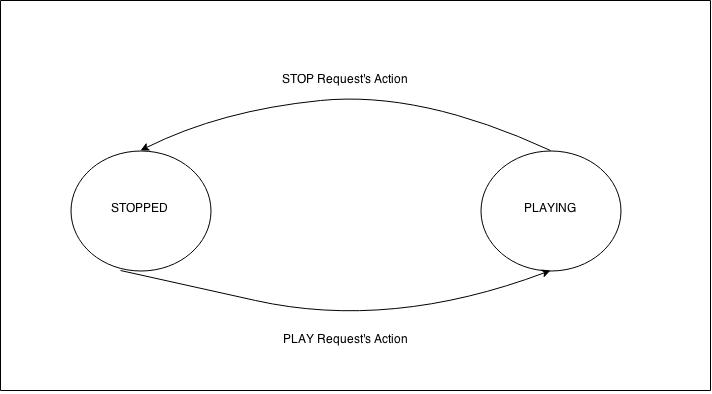 STOP Request's Action
STOPPED
PLAYING
PLAY Request's Action